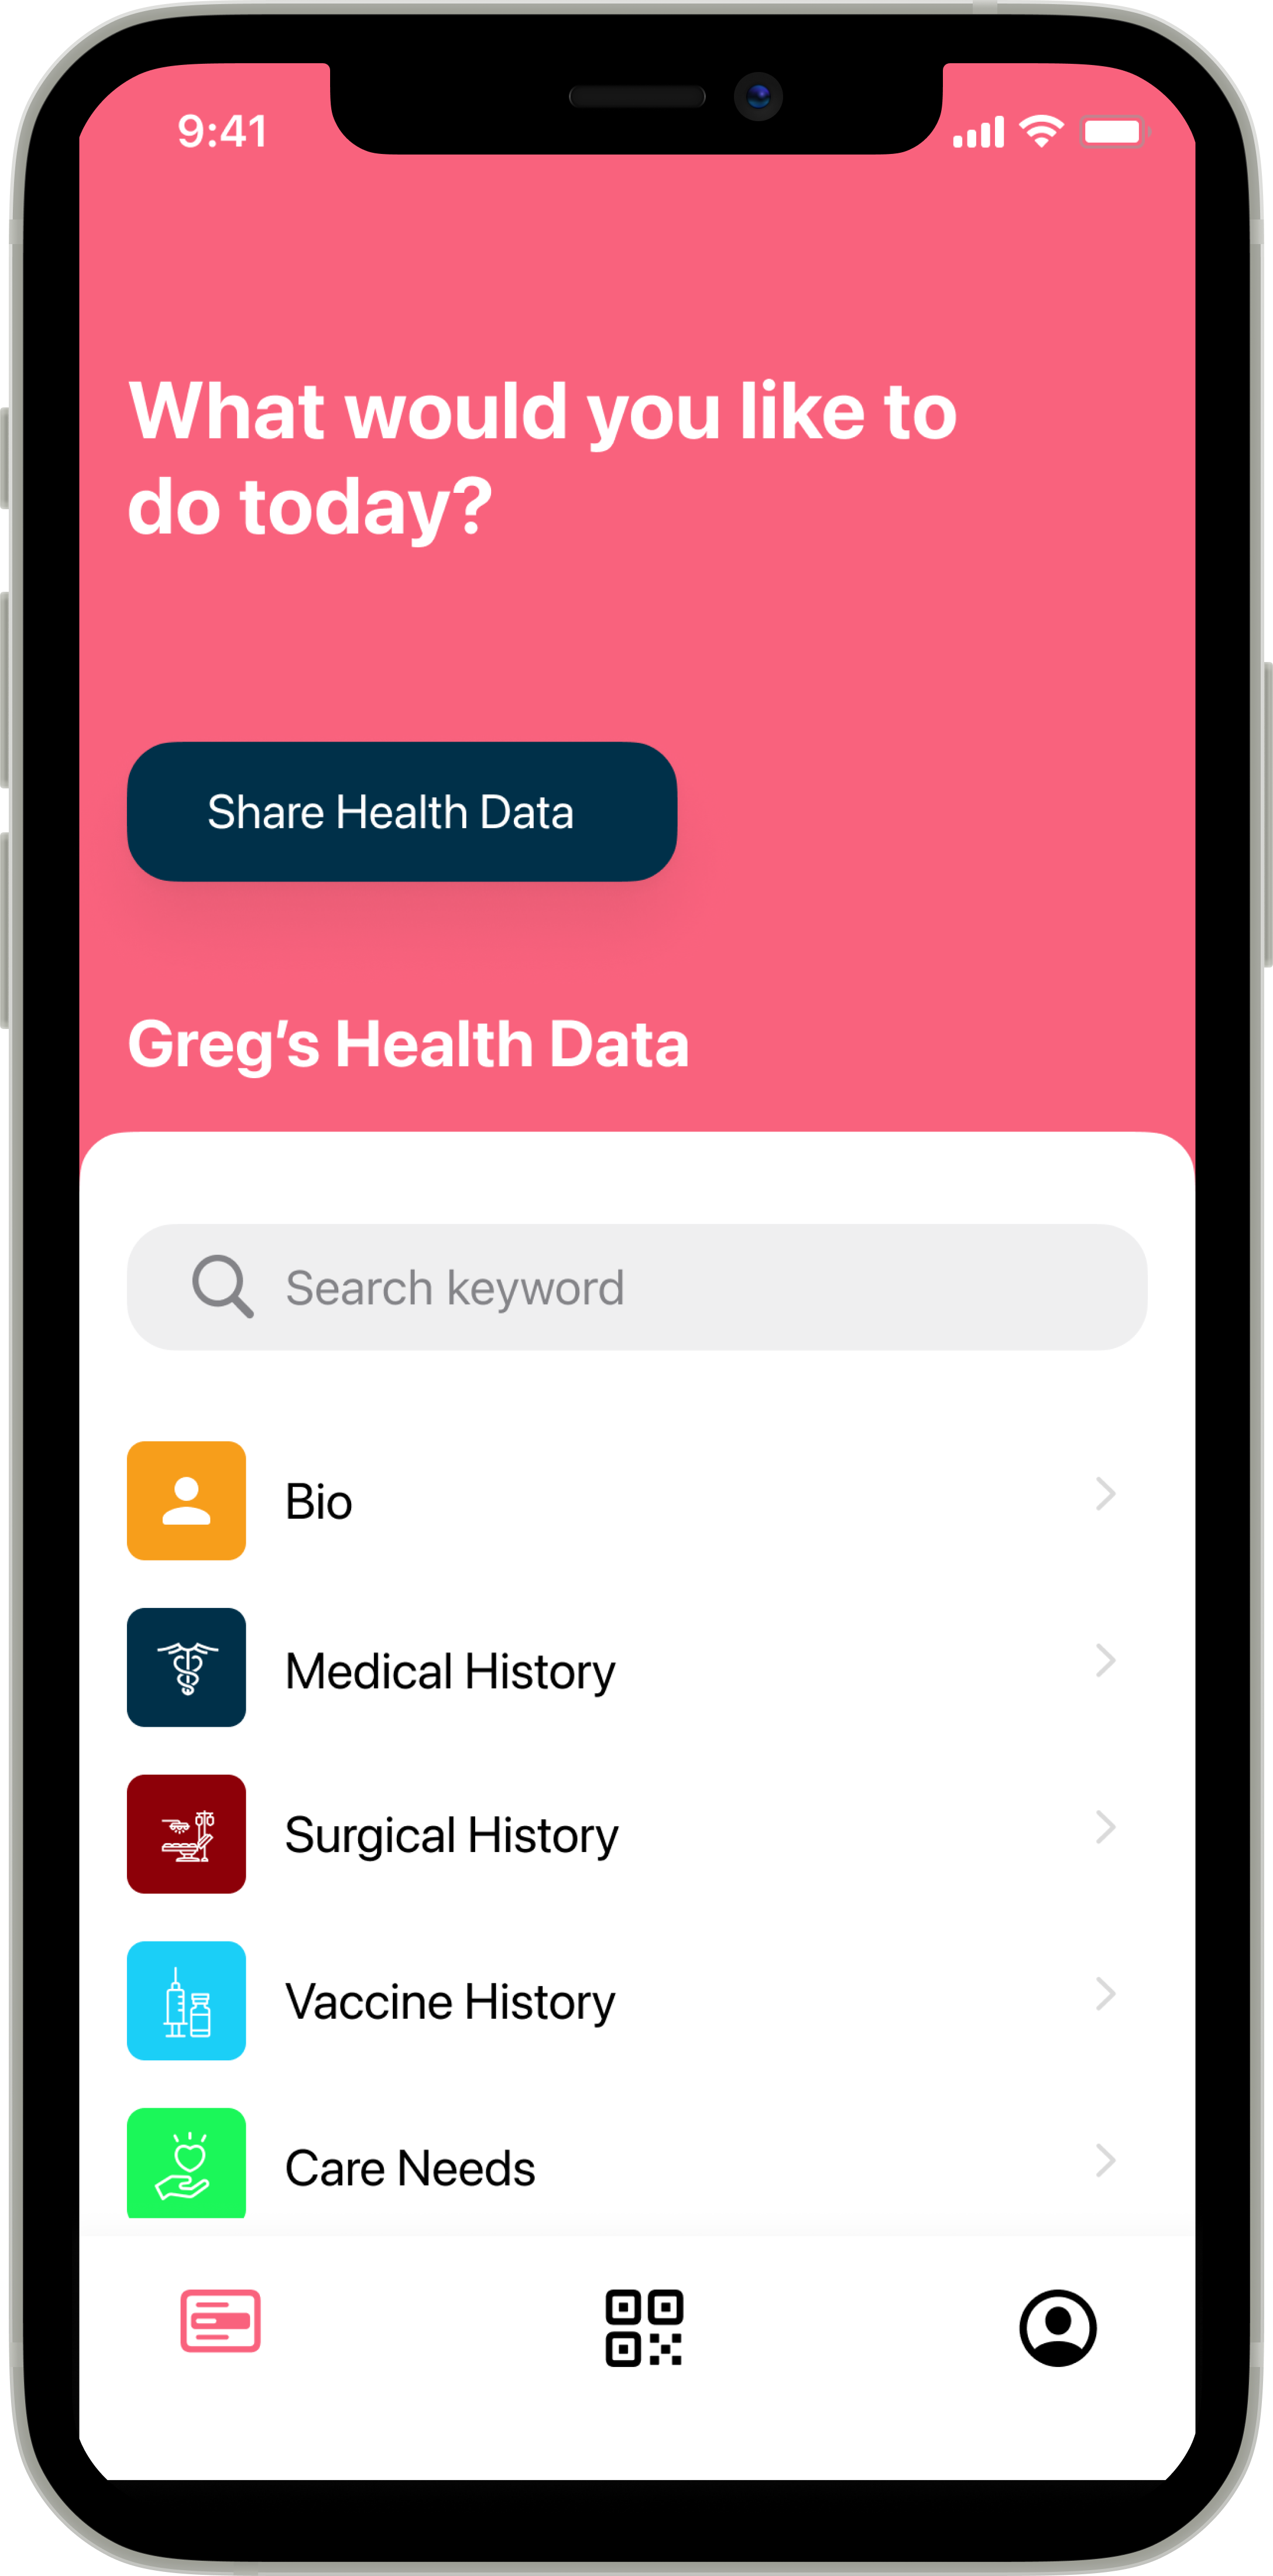 9:41
What would you like to
do today?
Share Health Data
Greg’s Health Data
Search keyword
Bio
Medical History
Surgical History
Vaccine History
Care Needs